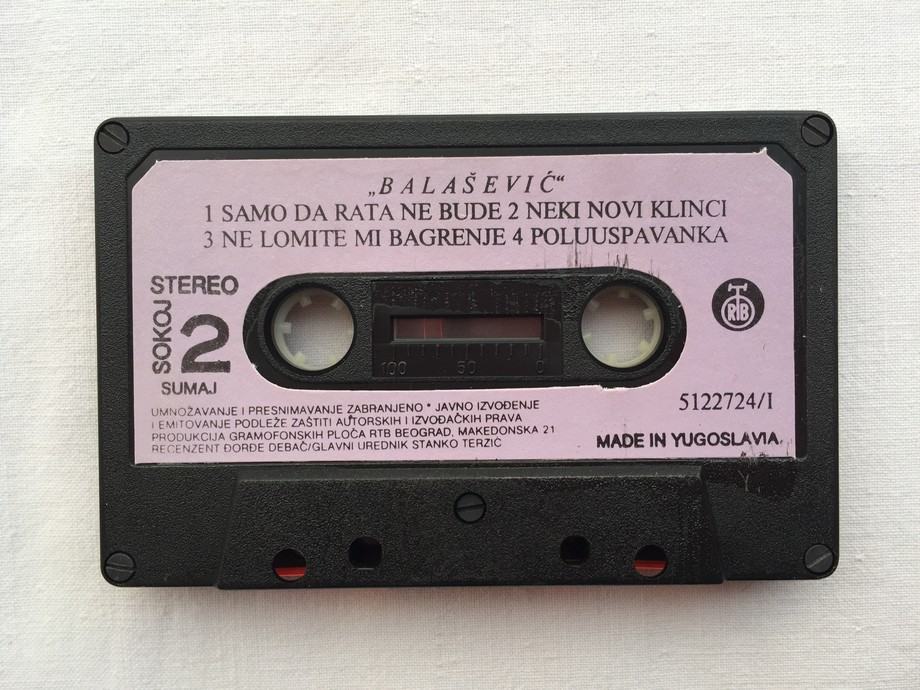 „BALAŠEVIĆ“
1 SAMO DA RATA NE BUDE 2 NEKI NOVI KLINCI
3 NE LOMITE MI BAGRENJE 4 POLUUSPAVANKA
STEREO
SOKOJ
2
SUMAJ
RTB
100 50 0
5122724/I
UMNOŽAVANJE I PRESNIMAVANJE ZABRANJENO * JAVNO IZVOĐENJE
I EMITOVANJE PODLEŽE ZAŠTITI AUTORSKIH I IZVOĐAČKIH PRAVA
PRODUKCIJA GRAMOFONSKIH PLOČA RTB BEOGRAD, MAKEDONSKA 21
RECENZENT ĐORĐE DEBAČ/GLAVNI UREDNIK STANKO TERZIĆ
MADE IN YUGOSLAVIA